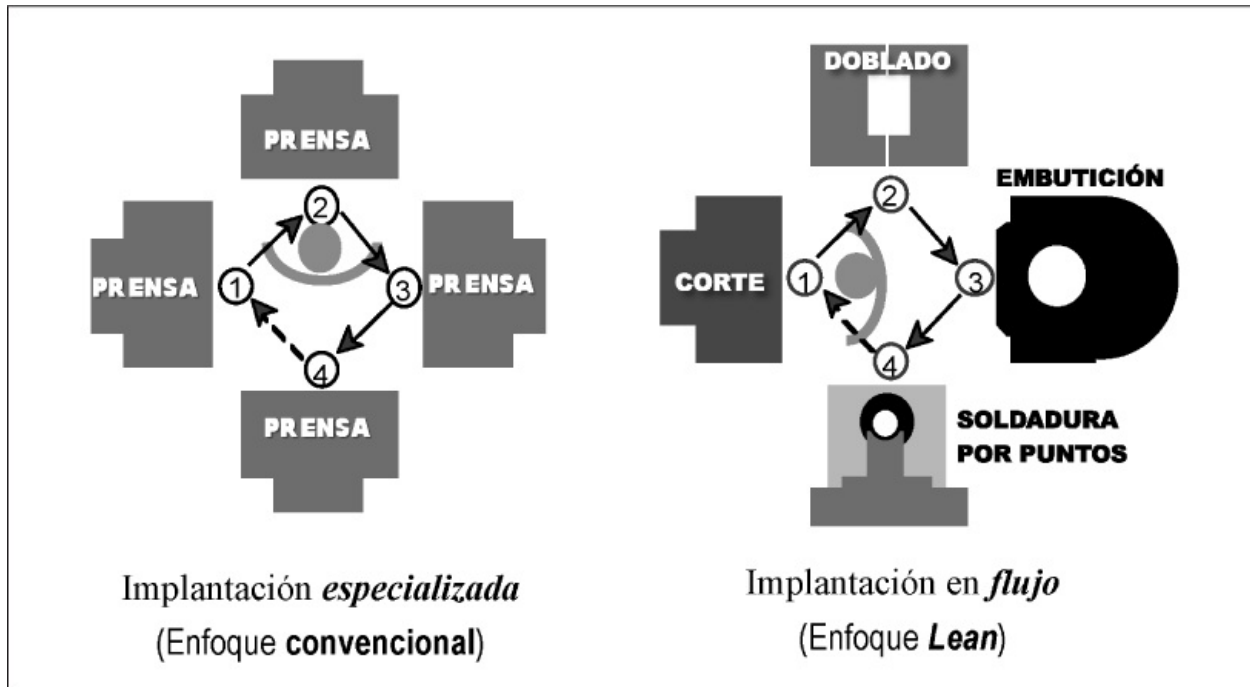 PRENSA
PRENSA
PRENSA
PRENSA
1
2
3
4
Implantación especializada
(Enfoque convencional)
DOBLADO
EMBUTICIÓN
CORTE
1
2
3
4
SOLDADURA
POR PUNTOS
Implantación en flujo
(Enfoque Lean)